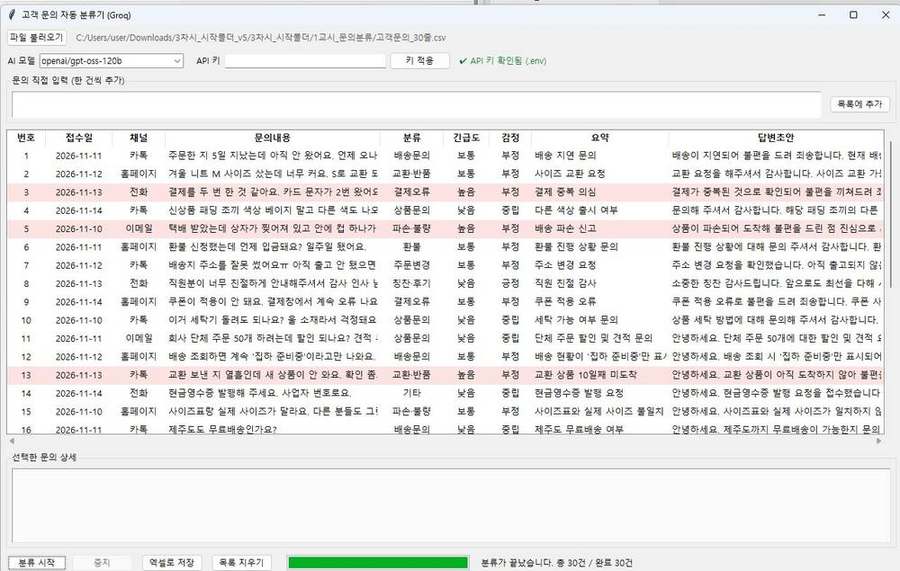 고객 문의 자동 분류기 (Groq)
파일 불러오기 C:/Users/user/Downloads/3차시_시작폴더_v5/3차시_시작폴더/1교시_문의분류/고객문의_30줄.csv
AI 모델 openai/gpt-oss-120b API 키 키 적용 ✔ API 키 확인됨 (.env)
문의 직접 입력 (한 건씩 추가)
목록에 추가
번호 접수일 채널 문의내용 분류 긴급도 감정 요약 답변초안
1 2026-11-11 카톡 주문한 지 5일 지났는데 아직 안 왔어요. 언제 오나 배송문의 보통 부정 배송 지연 문의 배송이 지연되어 불편을 드려 죄송합니다. 현재 배
2 2026-11-12 홈페이지 겨울 니트 M 사이즈 샀는데 너무 커요. S로 교환 되 교환·반품 보통 부정 사이즈 교환 요청 교환 요청을 해주셔서 감사합니다.
3 2026-11-13 전화 결제를 두 번 한 것 같아요. 카드 문자가 2번 왔어요 결제오류 높음 부정 결제 중복 의심 결제가 중복된 것으로 확인되어 불편을 끼쳐드려 죄
4 2026-11-14 카톡 신상품 패딩 조끼 색상 베이지 말고 다른 색도 나오 상품문의 낮음 중립 다른 색상 출시 여부 문의해 주셔서 감사합니다. 해당 패딩 조끼의 다른
5 2026-11-10 이메일 택배 받았는데 상자가 찢어져 있고 안에 컵 하나가 파손·불량 높음 부정 배송 파손 신고 상품이 파손되어 도착해 불편을 드린 점 진심으로
6 2026-11-11 홈페이지 환불 신청했는데 언제 입금돼요? 일주일 됐어요. 환불 보통 부정 환불 진행 상황 문의 환불 진행 상황에 대해 문의 주셔서 감사합니다. 환
7 2026-11-12 카톡 배송지 주소를 잘못 썼어요ㅠ 아직 출고 안 됐으면 주문변경 보통 부정 주소 변경 요청 주소 변경 요청을 확인했습니다. 아직 출고되지 않
8 2026-11-13 전화 직원분이 너무 친절하게 안내해주셔서 감사 인사 남 칭찬·후기 낮음 긍정 직원 친절 감사 소중한 칭찬 감사드립니다. 앞으로도 최선을 다해
9 2026-11-14 홈페이지 쿠폰이 적용이 안 돼요. 결제창에서 계속 오류 나요 결제오류 보통 부정 쿠폰 적용 오류 쿠폰 적용 오류로 불편을 드려 죄송합니다. 쿠폰 사
10 2026-11-10 카톡 이거 세탁기 돌려도 되나요? 울 소재라서 걱정돼요 상품문의 낮음 중립 세탁 가능 여부 문의 상품 세탁 방법에 대해 문의해 주셔서 감사합니다.
11 2026-11-11 이메일 회사 단체 주문 50개 하려는데 할인 되나요? 견적 상품문의 낮음 중립 단체 주문 할인 및 견적 문의 안녕하세요. 단체 주문 50개에 대한 할인 및 견적
12 2026-11-12 홈페이지 배송 조회하면 계속 '집하 준비중'이라고만 나와요. 배송문의 보통 부정 배송 현황이 '집하 준비중'만 표시 안녕하세요. 배송 조회 시 '집하 준비중'만 표시되어
13 2026-11-13 카톡 교환 보낸 지 열흘인데 새 상품이 안 와요. 확인 좀 교환·반품 높음 부정 교환 상품 10일째 미도착 안녕하세요. 교환 상품이 아직 도착하지 않아 불편
14 2026-11-14 전화 현금영수증 발행해 주세요. 사업자 번호로요. 기타 낮음 중립 현금영수증 발행 요청 안녕하세요. 현금영수증 발행 요청을 접수했습니다
15 2026-11-10 홈페이지 사이즈표랑 실제 사이즈가 달라요. 다른 분들도 그 파손·불량 보통 부정 사이즈표와 실제 사이즈 불일치 안녕하세요. 사이즈표와 실제 사이즈가 일치하지 않
16 2026-11-11 카톡 제주도도 무료배송인가요? 배송문의 낮음 중립 제주도 무료배송 여부 안녕하세요. 제주도까지 무료배송이 가능한지 문의
선택한 문의 상세
분류 시작 중지 엑셀로 저장 목록 지우기 분류가 끝났습니다. 총 30건 / 완료 30건